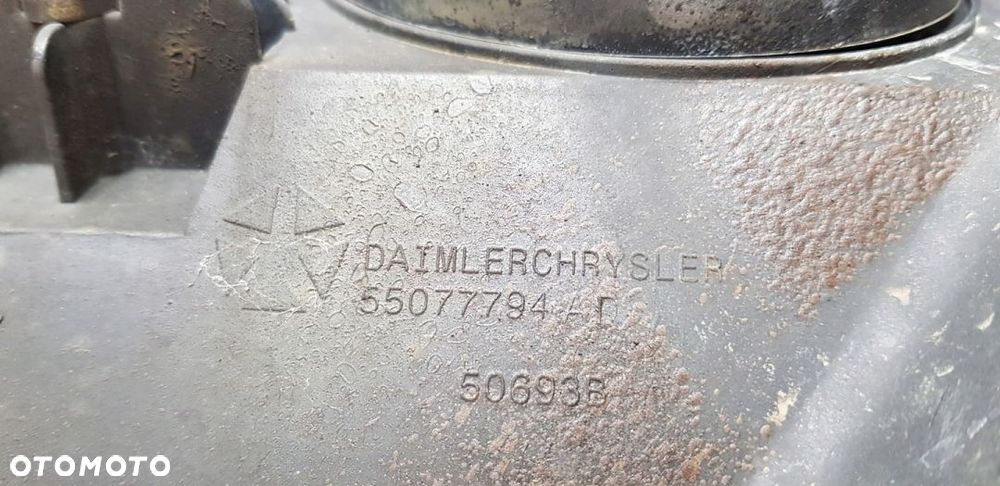 DAIMLERCHRYSLER
55077794 AD
50693B
OTOMOTO